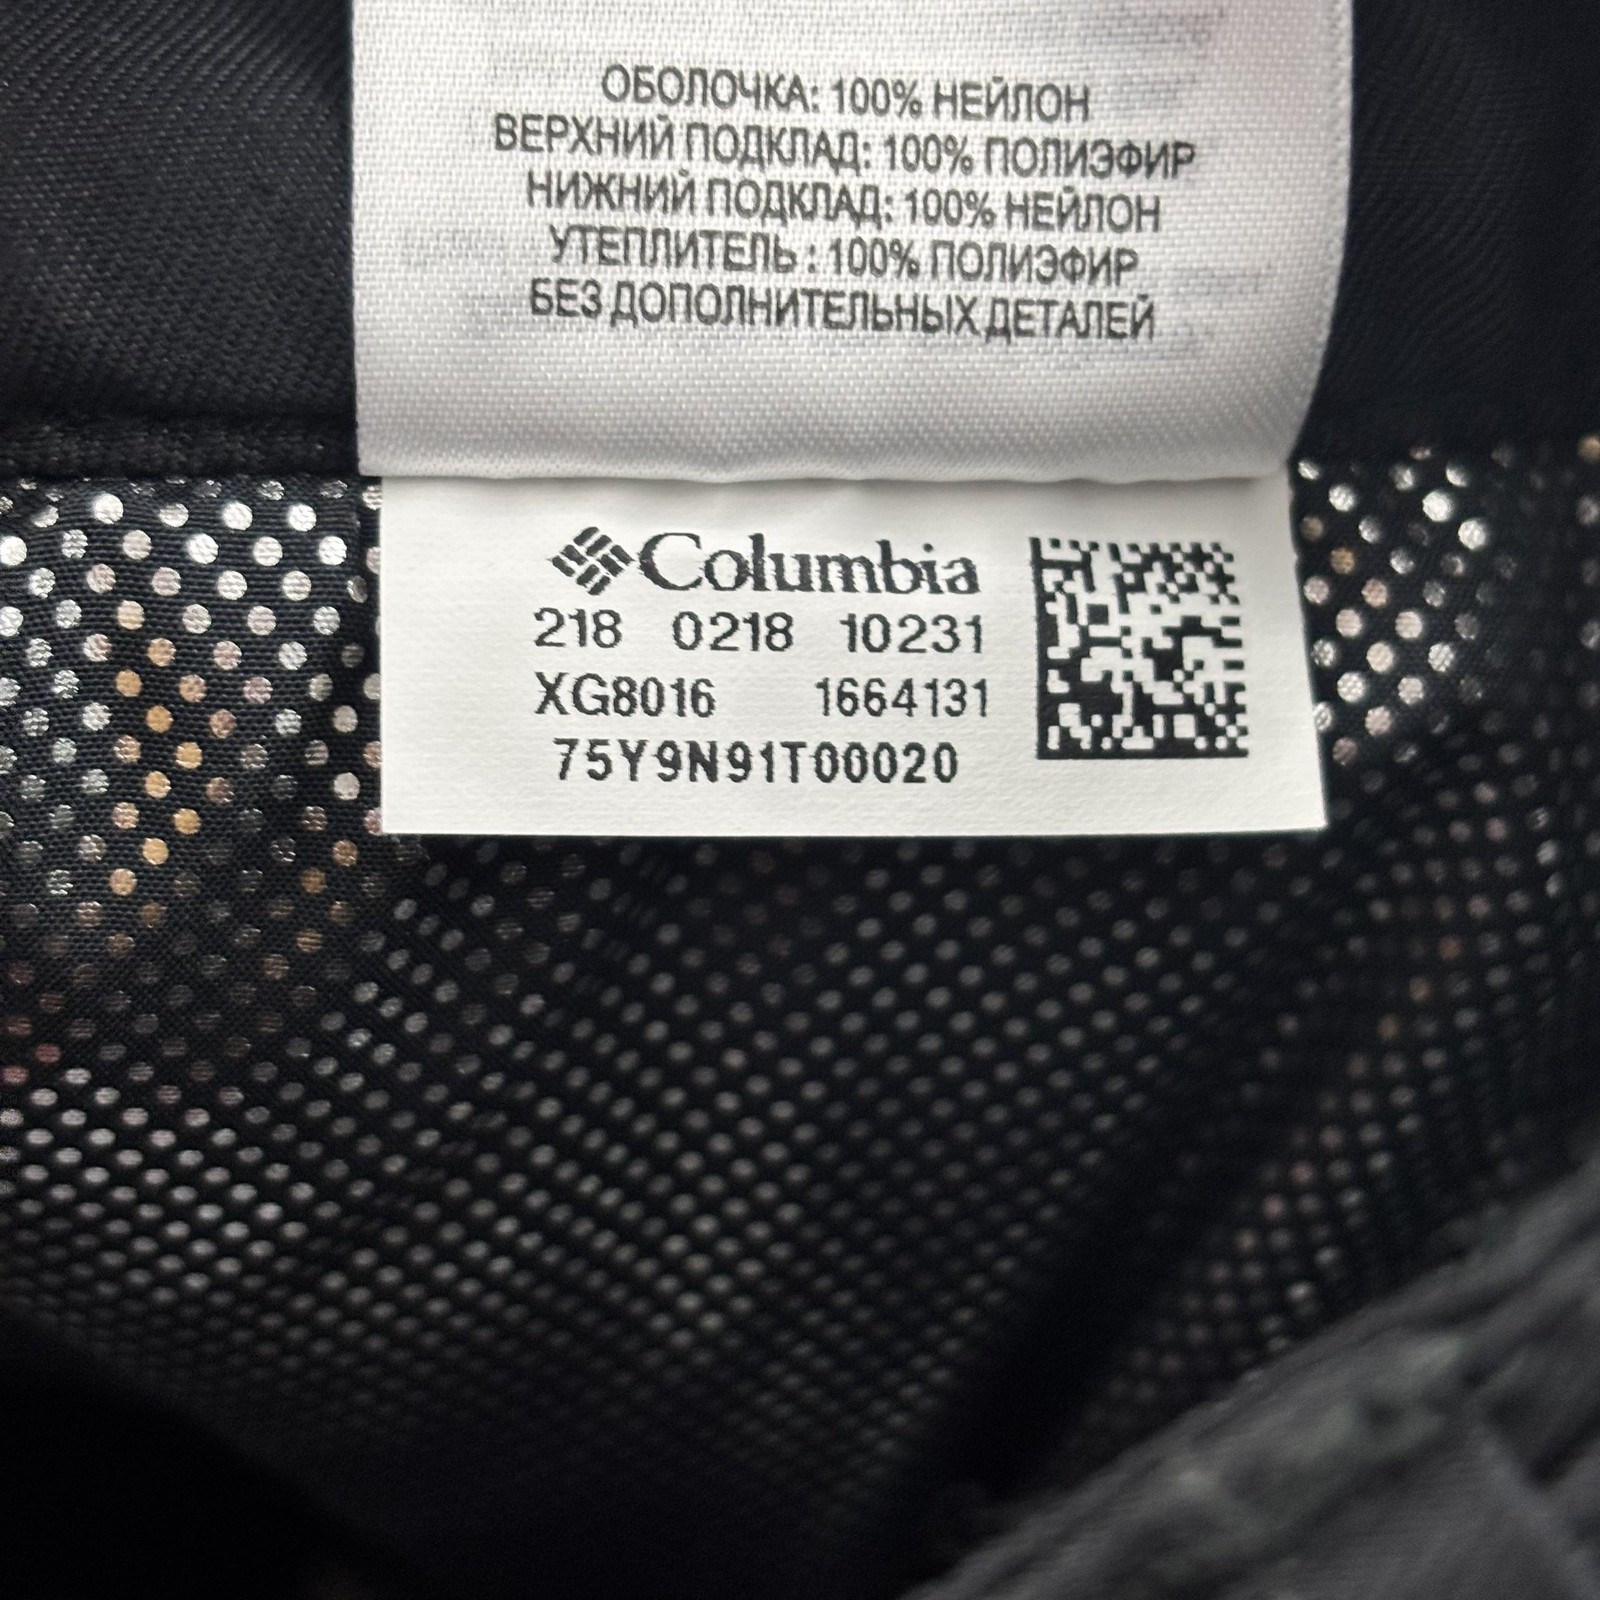 ОБОЛОЧКА: 100% НЕЙЛОН
ВЕРХНИЙ ПОДКЛАД: 100% ПОЛИЭФИР
НИЖНИЙ ПОДКЛАД: 100% НЕЙЛОН
УТЕПЛИТЕЛЬ : 100% ПОЛИЭФИР
БЕЗ ДОПОЛНИТЕЛЬНЫХ ДЕТАЛЕЙ
Columbia
218 0218 10231
XG8016 1664131
75Y9N91T00020